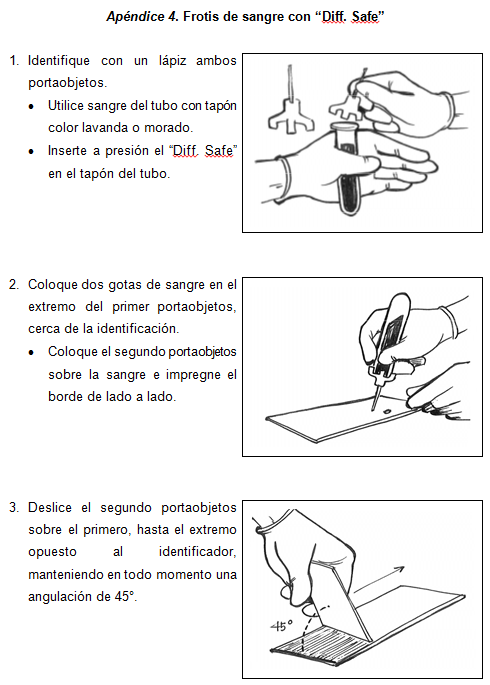 Apéndice 4. Frotis de sangre con “Diff. Safe”
1. Identifique con un lápiz ambos
portaobjetos.
• Utilice sangre del tubo con tapón
color lavanda o morado.
• Inserte a presión el “Diff. Safe”
en el tapón del tubo.
2. Coloque dos gotas de sangre en el
extremo del primer portaobjetos,
cerca de la identificación.
• Coloque el segundo portaobjetos
sobre la sangre e impregne el
borde de lado a lado.
3. Deslice el segundo portaobjetos
sobre el primero, hasta el extremo
opuesto al identificador,
manteniendo en todo momento una
angulación de 45°.
45°